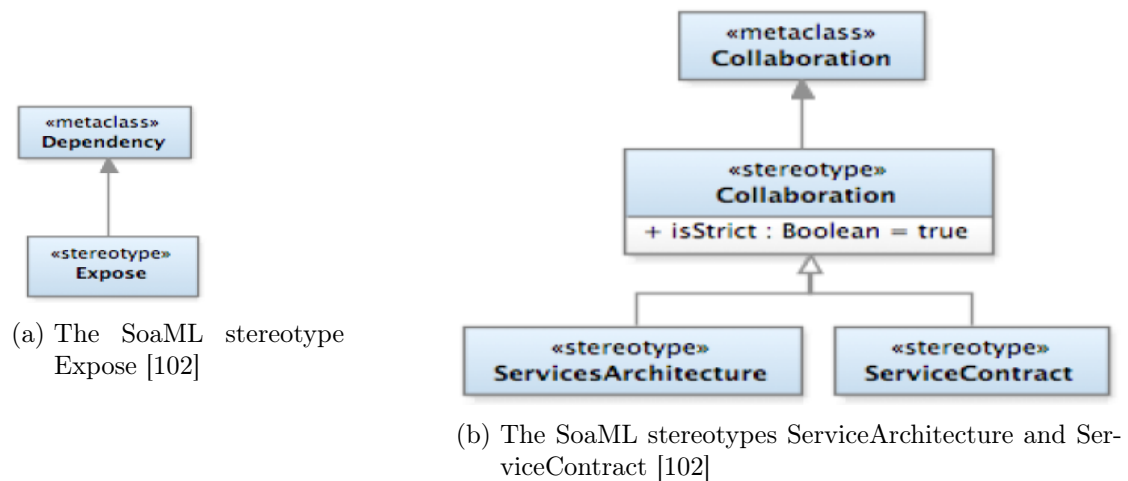 «metaclass»
Dependency
«stereotype»
Expose
(a) The SoaML stereotype
Expose [102]
«metaclass»
Collaboration
«stereotype»
Collaboration
+ isStrict : Boolean = true
«stereotype»
ServicesArchitecture
«stereotype»
ServiceContract
(b) The SoaML stereotypes ServiceArchitecture and Ser-
viceContract [102]